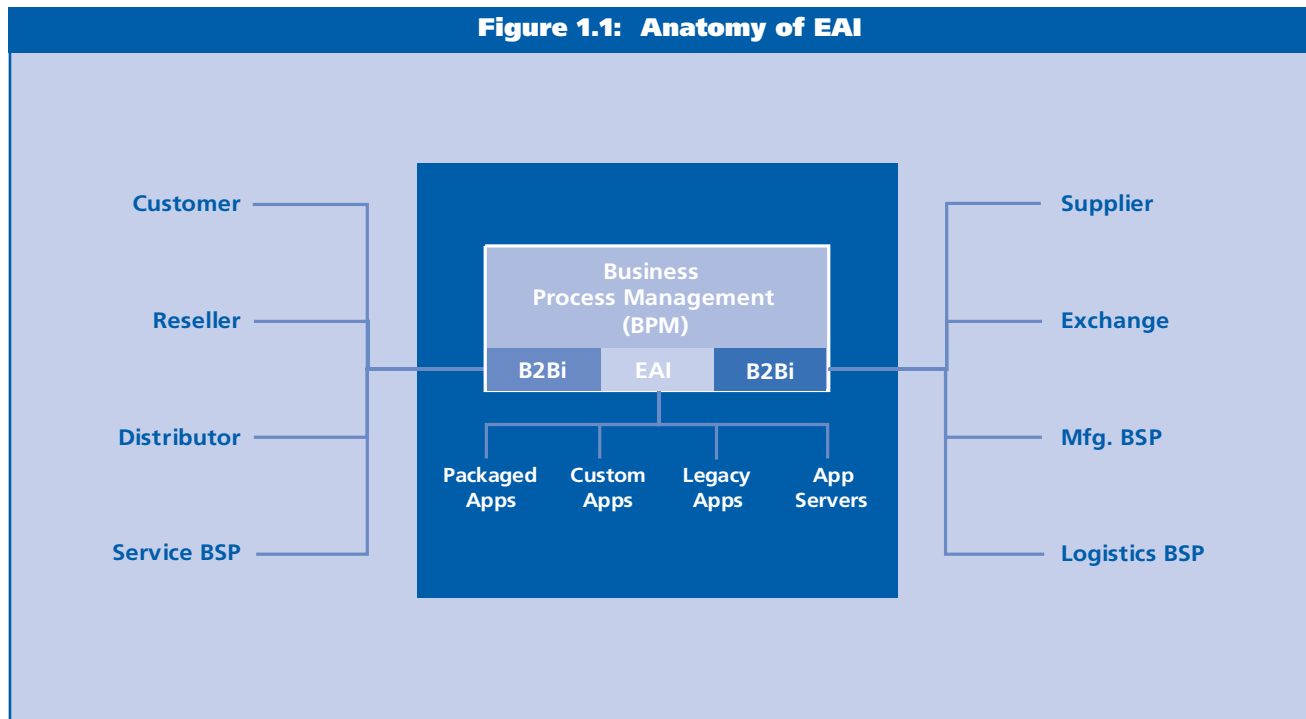 Figure 1.1: Anatomy of EAI
Customer
Reseller
Distributor
Service BSP
Business
Process Management
(BPM)
B2Bi
EAI
B2Bi
Packaged
Apps
Custom
Apps
Legacy
Apps
App
Servers
Supplier
Exchange
Mfg. BSP
Logistics BSP